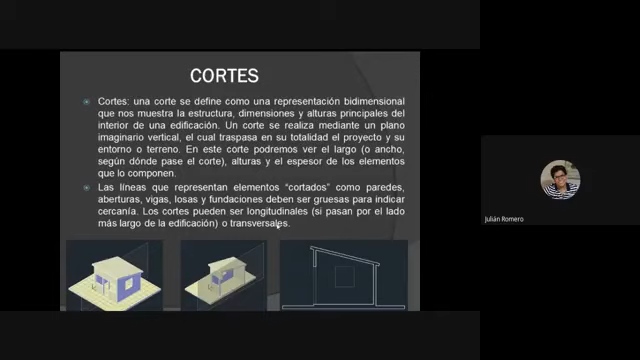 CORTES
Cortes: una corte se define como una representación bidimensional
que nos muestra la estructura, dimensiones y alturas principales del
interior de una edificación. Un corte se realiza mediante un plano
imaginario vertical, el cual traspasa en su totalidad el proyecto y su
entorno o terreno. En este corte podremos ver el largo (o ancho,
según dónde pase el corte), alturas y el espesor de los elementos
que lo componen.
Las líneas que representan elementos “cortados” como paredes,
aberturas, vigas, losas y fundaciones deben ser gruesas para indicar
cercanía. Los cortes pueden ser longitudinales (si pasan por el lado
más largo de la edificación) o transversales.
Julián Romero